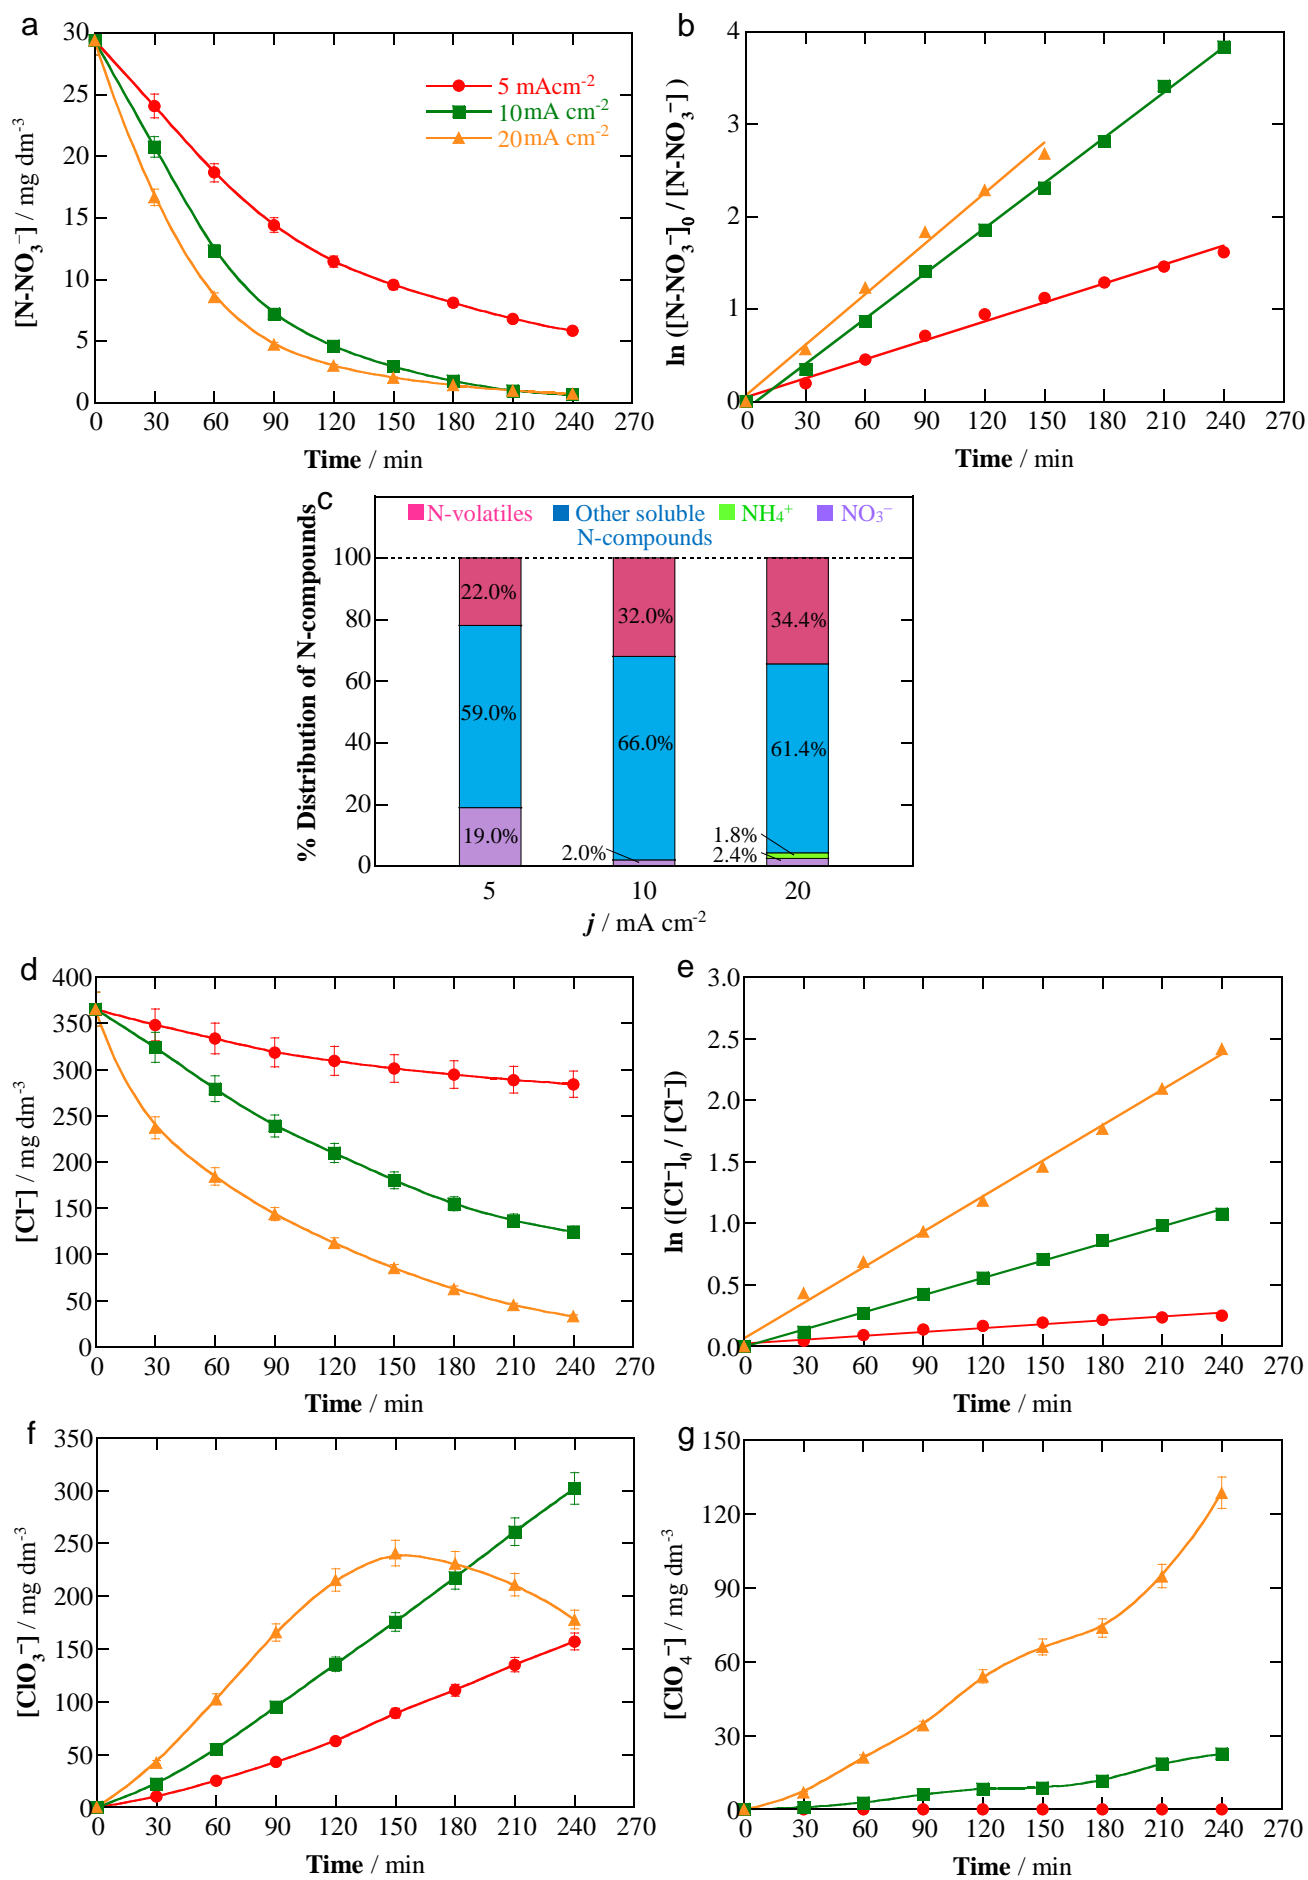 a
30
25
20
15
10
5
0
[N-NO₃⁻] / mg dm⁻³
5 mAcm⁻²
10mA cm⁻²
20mA cm⁻²
0 30 60 90 120 150 180 210 240 270
Time / min
b
4
3
2
1
0
ln ([N-NO₃⁻]₀ / [N-NO₃⁻] )
0 30 60 90 120 150 180 210 240 270
Time / min
c
N-volatiles Other soluble N-compounds NH₄⁺ NO₃⁻
% Distribution of N-compounds
100
80
60
40
20
0
22.0%
59.0%
19.0%
32.0%
66.0%
2.0%
34.4%
61.4%
1.8%
2.4%
5 10 20
j / mA cm⁻²
d
400
350
300
250
200
150
100
50
0
[Cl⁻] / mg dm⁻³
0 30 60 90 120 150 180 210 240 270
Time / min
e
3.0
2.5
2.0
1.5
1.0
0.5
0.0
ln ([Cl⁻]₀ / [Cl⁻])
0 30 60 90 120 150 180 210 240 270
Time / min
f
350
300
250
200
150
100
50
0
[ClO₃⁻] / mg dm⁻³
0 30 60 90 120 150 180 210 240 270
Time / min
g
150
120
90
60
30
0
[ClO₄⁻] / mg dm⁻³
0 30 60 90 120 150 180 210 240 270
Time / min